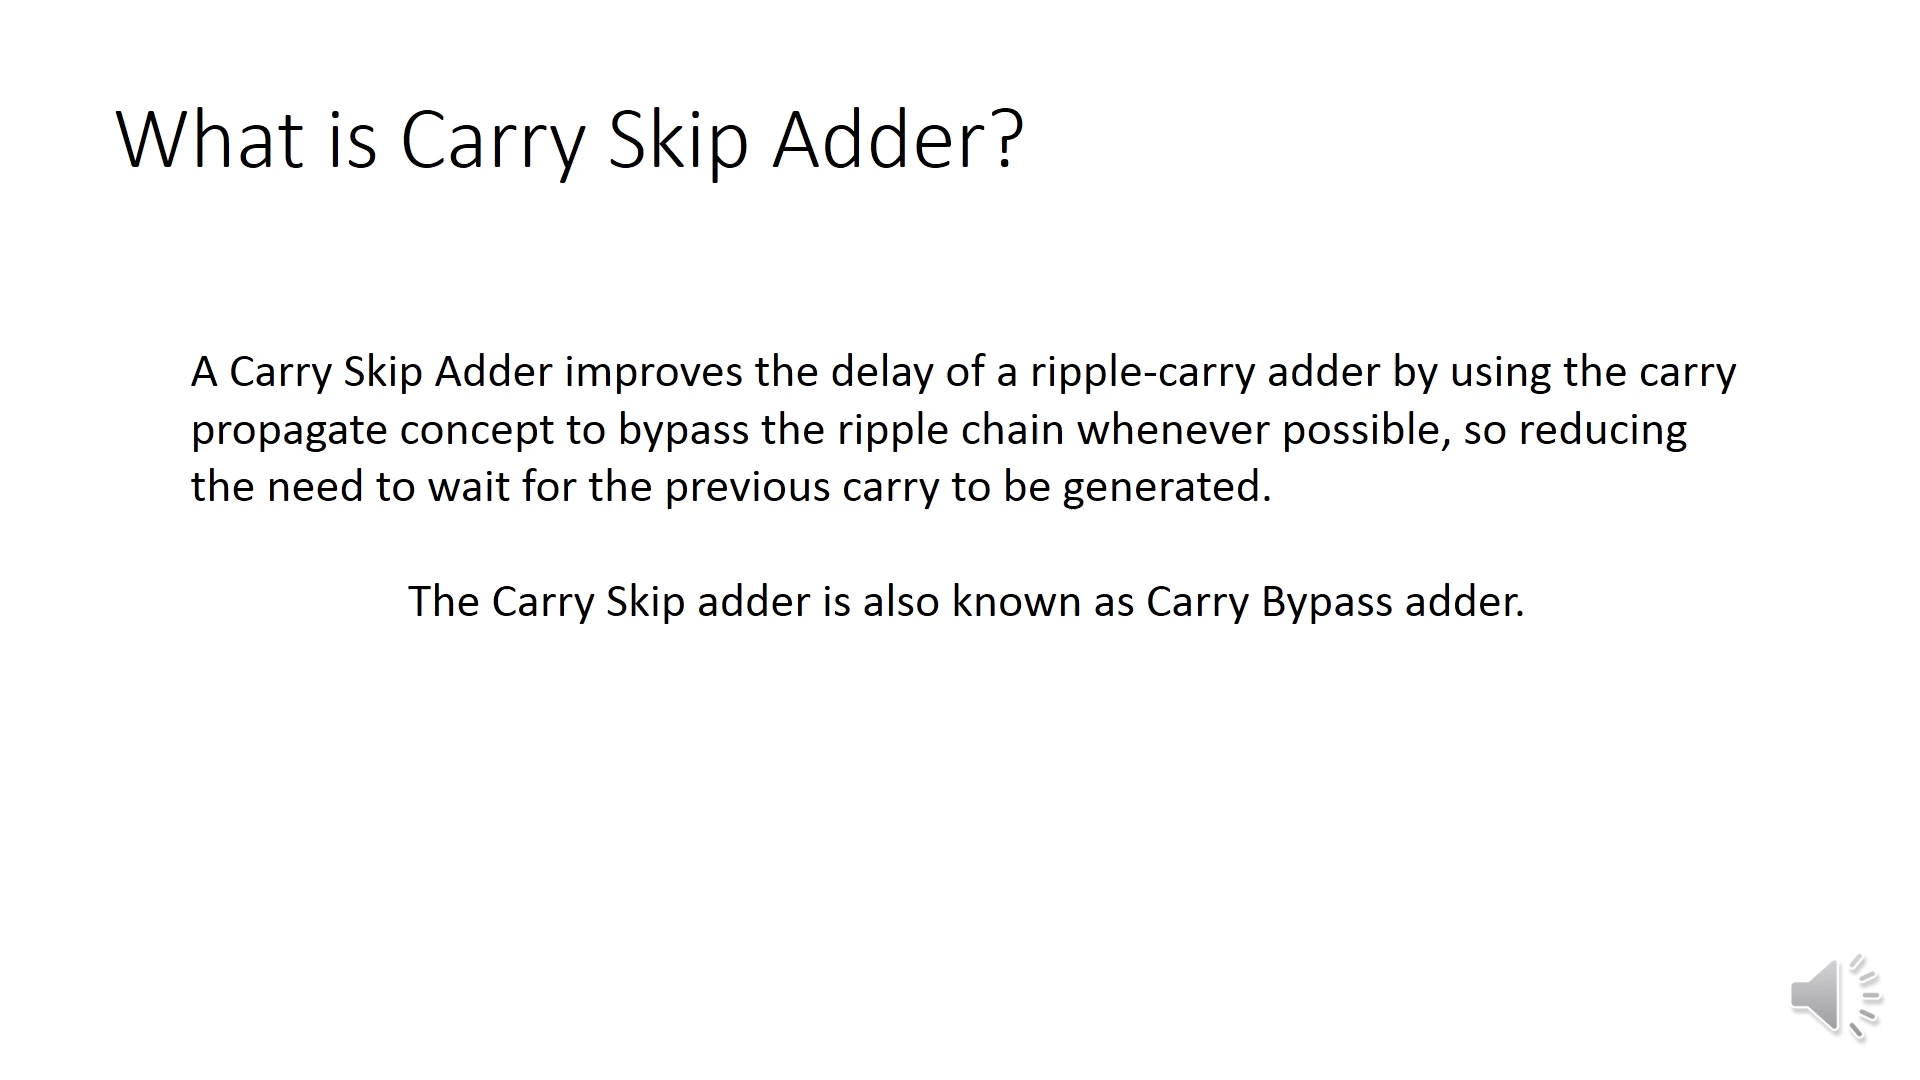 What is Carry Skip Adder?
A Carry Skip Adder improves the delay of a ripple-carry adder by using the carry
propagate concept to bypass the ripple chain whenever possible, so reducing
the need to wait for the previous carry to be generated.
The Carry Skip adder is also known as Carry Bypass adder.